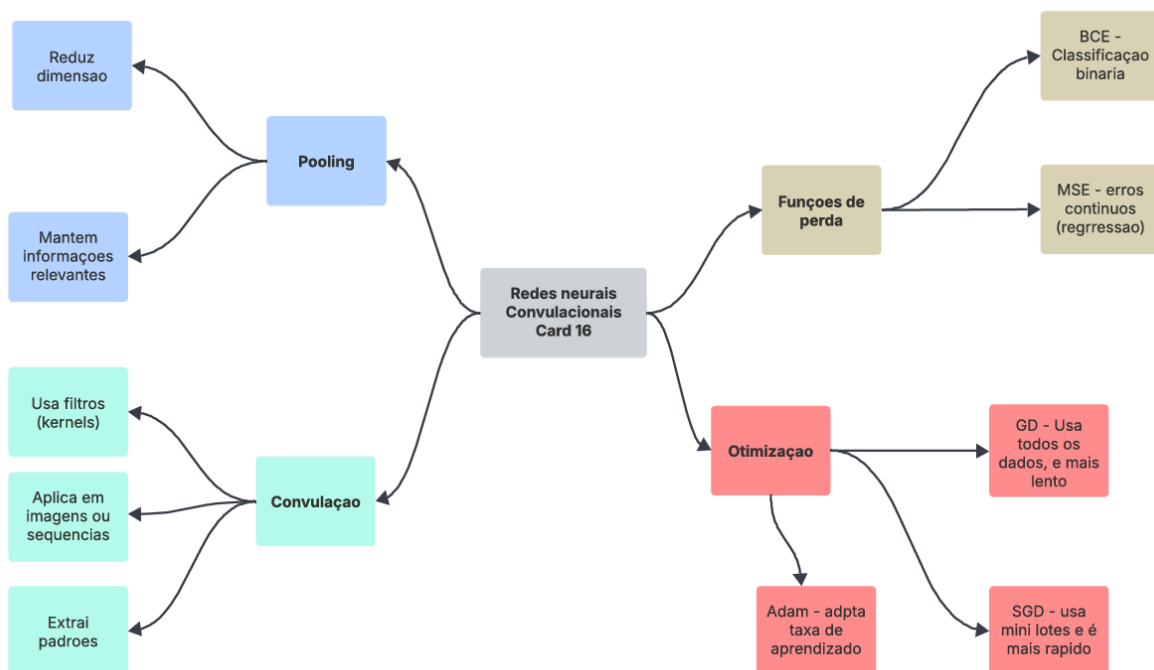 Reduz
dimensao
Pooling
Mantem
informaçoes
relevantes
Usa filtros
(kernels)
Aplica em
imagens ou
sequencias
Convulaçao
Extrai
padroes
Redes neurais
Convulacionais
Card 16
BCE -
Classificaçao
binaria
Funçoes de
perda
MSE - erros
continuos
(regrressao)
Otimizaçao
GD - Usa
todos os
dados, e mais
lento
Adam - adpta
taxa de
aprendizado
SGD - usa
mini lotes e é
mais rapido